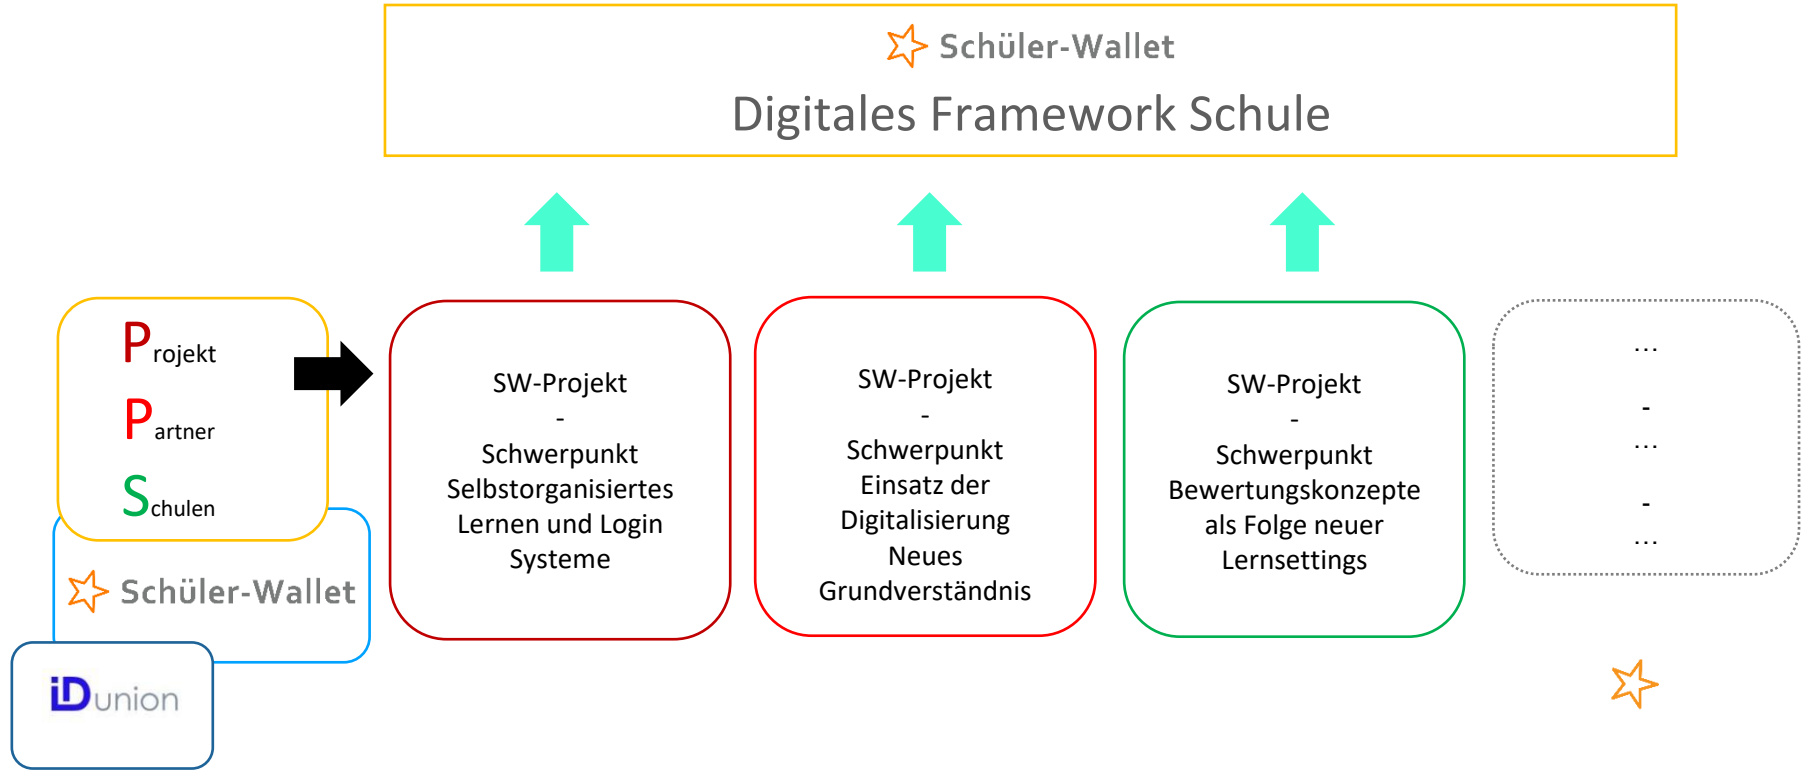 Schüler-Wallet
Digitales Framework Schule
Projekt
Partner
Schulen
Schüler-Wallet
iDunion
SW-Projekt
-
Schwerpunkt
Selbstorganisiertes
Lernen und Login
Systeme
SW-Projekt
-
Schwerpunkt
Einsatz der
Digitalisierung
Neues
Grundverständnis
SW-Projekt
-
Schwerpunkt
Bewertungskonzepte
als Folge neuer
Lernsettings
...
-
...
-
...